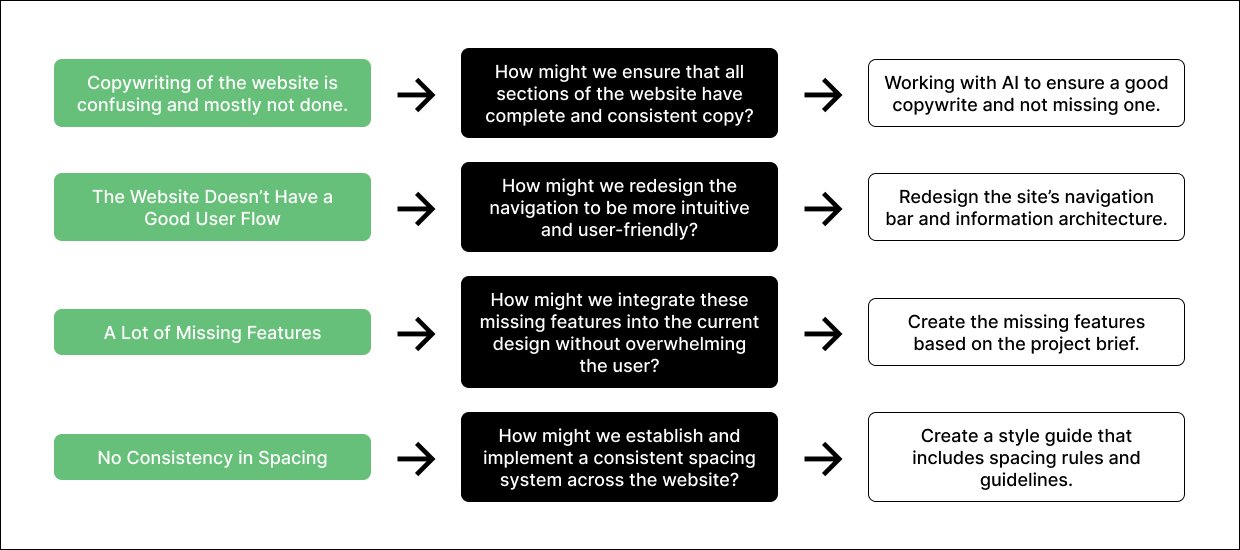 Copywriting of the website is
confusing and mostly not done.
How might we ensure that all
sections of the website have
complete and consistent copy?
Working with AI to ensure a good
copywrite and not missing one.
The Website Doesn’t Have a
Good User Flow
How might we redesign the
navigation to be more intuitive
and user-friendly?
Redesign the site’s navigation
bar and information architecture.
A Lot of Missing Features
How might we integrate these
missing features into the current
design without overwhelming
the user?
Create the missing features
based on the project brief.
No Consistency in Spacing
How might we establish and
implement a consistent spacing
system across the website?
Create a style guide that
includes spacing rules and
guidelines.